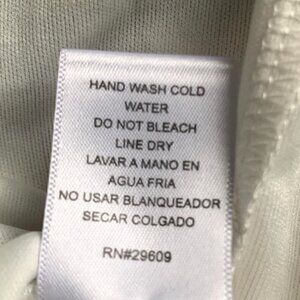 HAND WASH COLD
WATER
DO NOT BLEACH
LINE DRY
LAVAR A MANO EN
AGUA FRIA
NO USAR BLANQUEADOR
SECAR COLGADO
RN#29609